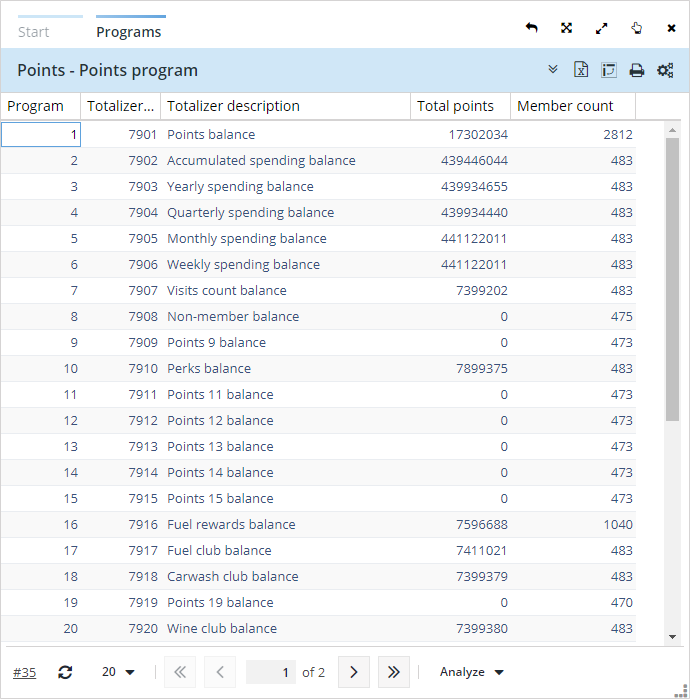 Start Programs
Points - Points program
Program Totalizer... Totalizer description Total points Member count
1 7901 Points balance 17302034 2812
2 7902 Accumulated spending balance 439446044 483
3 7903 Yearly spending balance 439934655 483
4 7904 Quarterly spending balance 439934440 483
5 7905 Monthly spending balance 441122011 483
6 7906 Weekly spending balance 441122011 483
7 7907 Visits count balance 7399202 483
8 7908 Non-member balance 0 475
9 7909 Points 9 balance 0 473
10 7910 Perks balance 7899375 483
11 7911 Points 11 balance 0 473
12 7912 Points 12 balance 0 473
13 7913 Points 13 balance 0 473
14 7914 Points 14 balance 0 473
15 7915 Points 15 balance 0 473
16 7916 Fuel rewards balance 7596688 1040
17 7917 Fuel club balance 7411021 483
18 7918 Carwash club balance 7399379 483
19 7919 Points 19 balance 0 470
20 7920 Wine club balance 7399380 483
#35 20 1 of 2 Analyze